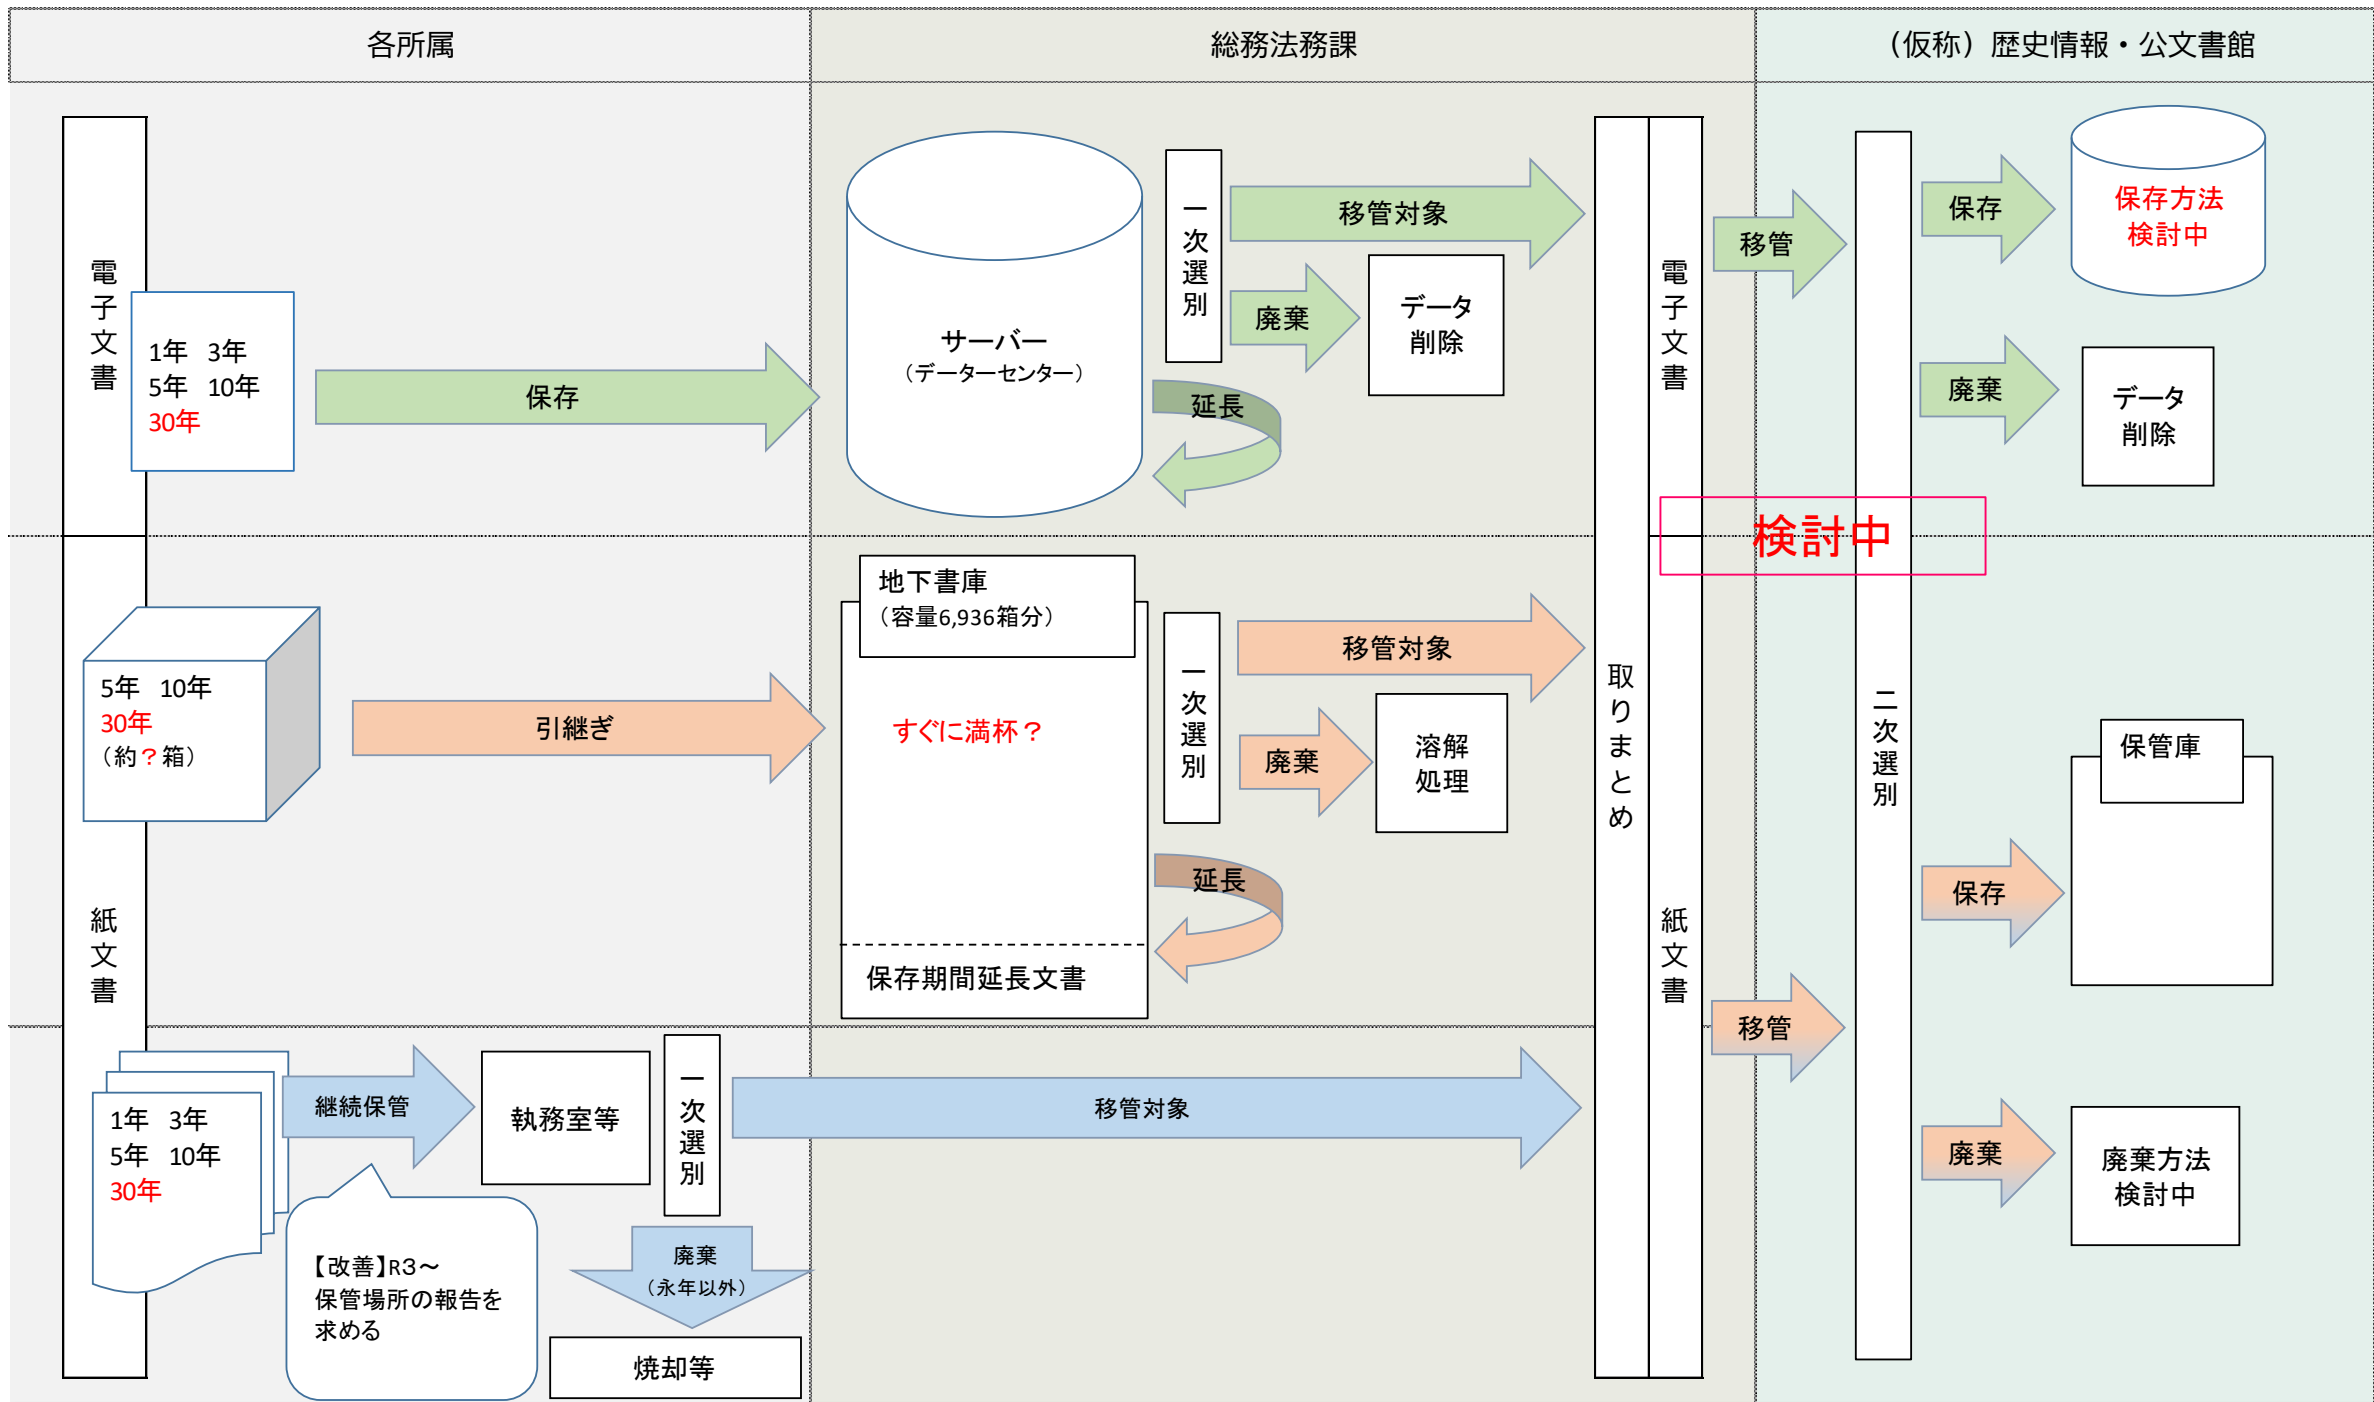 各所属
総務法務課
（仮称）歴史情報・公文書館
電子文書
1年　3年
5年　10年
30年
保存
サーバー
（データーセンター）
一次選別
移管対象
廃棄
データ
削除
延長
電子文書
移管
保存
保存方法
検討中
廃棄
データ
削除
検討中
紙文書
5年　10年
30年
（約？箱）
引継ぎ
地下書庫
（容量6,936箱分）
すぐに満杯？
保存期間延長文書
一次選別
移管対象
廃棄
溶解
処理
延長
取りまとめ
紙文書
移管
二次選別
保管庫
保存
廃棄
廃棄方法
検討中
1年　3年
5年　10年
30年
継続保管
執務室等
一次選別
移管対象
【改善】R3～
保管場所の報告を
求める
廃棄
（永年以外）
焼却等